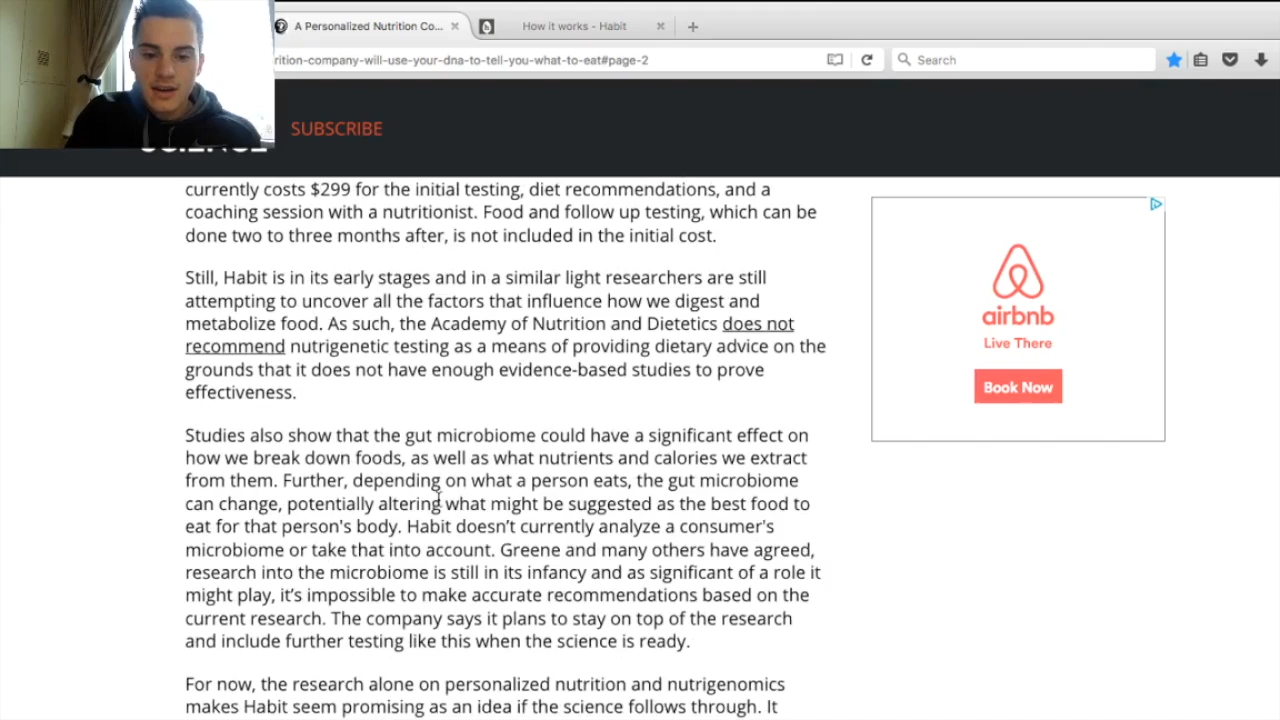 A Personalized Nutrition Co...
How it works - Habit
rition-company-will-use-your-dna-to-tell-you-what-to-eat#page-2
Search
SUBSCRIBE
currently costs $299 for the initial testing, diet recommendations, and a
coaching session with a nutritionist. Food and follow up testing, which can be
done two to three months after, is not included in the initial cost.
Still, Habit is in its early stages and in a similar light researchers are still
attempting to uncover all the factors that influence how we digest and
metabolize food. As such, the Academy of Nutrition and Dietetics does not
recommend nutrigenetic testing as a means of providing dietary advice on the
grounds that it does not have enough evidence-based studies to prove
effectiveness.
Studies also show that the gut microbiome could have a significant effect on
how we break down foods, as well as what nutrients and calories we extract
from them. Further, depending on what a person eats, the gut microbiome
can change, potentially altering what might be suggested as the best food to
eat for that person's body. Habit doesn’t currently analyze a consumer's
microbiome or take that into account. Greene and many others have agreed,
research into the microbiome is still in its infancy and as significant of a role it
might play, it’s impossible to make accurate recommendations based on the
current research. The company says it plans to stay on top of the research
and include further testing like this when the science is ready.
For now, the research alone on personalized nutrition and nutrigenomics
makes Habit seem promising as an idea if the science follows through. It
airbnb
Live There
Book Now